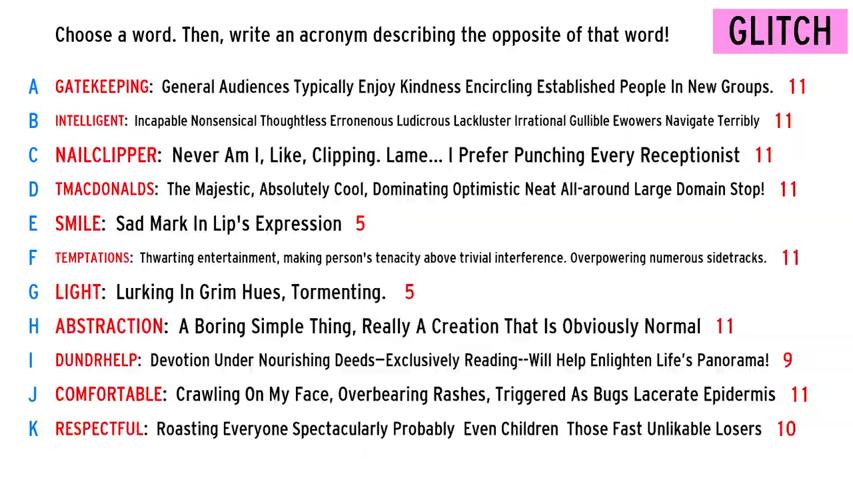 Choose a word. Then, write an acronym describing the opposite of that word!
GLITCH
A GATEKEEPING: General Audiences Typically Enjoy Kindness Encircling Established People In New Groups. 11
B INTELLIGENT: Incapable Nonsensical Thoughtless Erronenous Ludicrous Lackluster Irrational Gullible Ewowers Navigate Terribly 11
C NAILCLIPPER: Never Am I, Like, Clipping. Lame... I Prefer Punching Every Receptionist 11
D TMACDONALDS: The Majestic, Absolutely Cool, Dominating Optimistic Neat All-around Large Domain Stop! 11
E SMILE: Sad Mark In Lip's Expression 5
F TEMPTATIONS: Thwarting entertainment, making person's tenacity above trivial interference. Overpowering numerous sidetracks. 11
G LIGHT: Lurking In Grim Hues, Tormenting. 5
H ABSTRACTION: A Boring Simple Thing, Really A Creation That Is Obviously Normal 11
I DUNDRHELP: Devotion Under Nourishing Deeds—Exclusively Reading--Will Help Enlighten Life's Panorama! 9
J COMFORTABLE: Crawling On My Face, Overbearing Rashes, Triggered As Bugs Lacerate Epidermis 11
K RESPECTFUL: Roasting Everyone Spectacularly Probably Even Children Those Fast Unlikable Losers 10